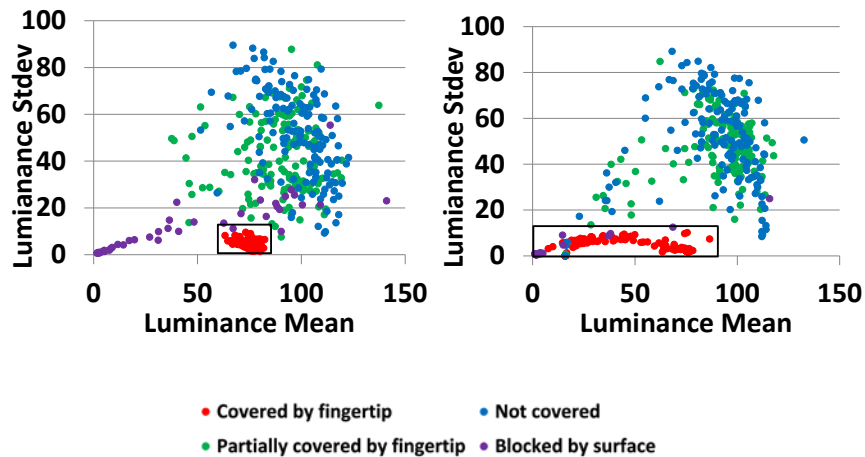 100
80
60
40
20
0
Lumianance Stdev
0 50 100 150
Luminance Mean
100
80
60
40
20
0
Lumianance Stdev
0 50 100 150
Luminance Mean
Covered by fingertip
Not covered
Partially covered by fingertip
Blocked by surface